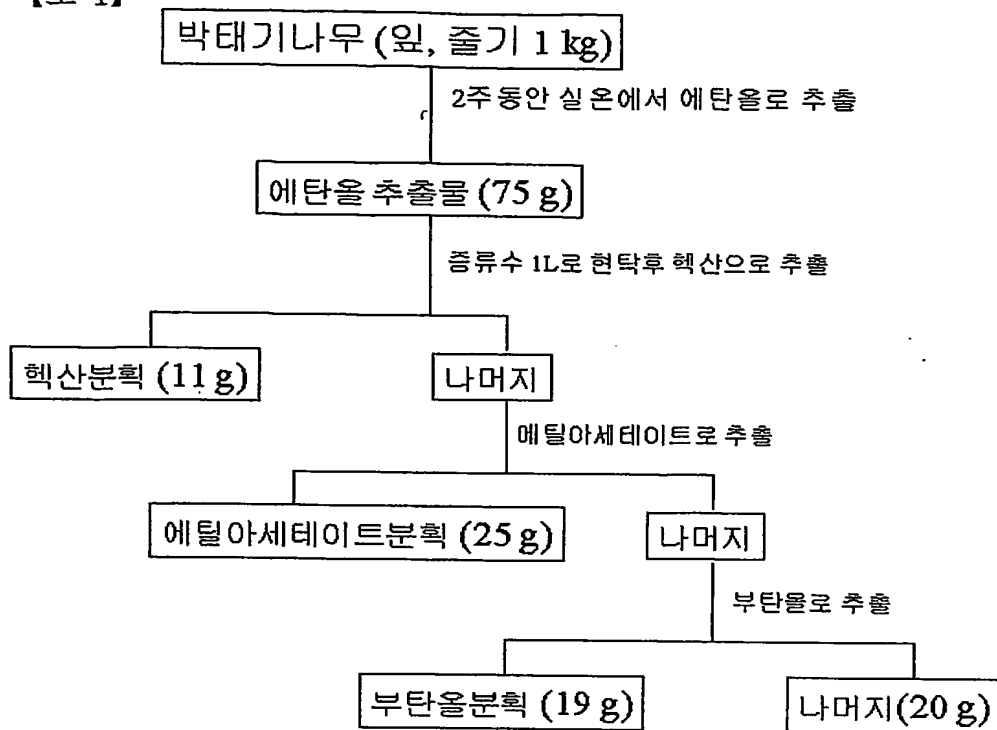 박태기나무 (잎, 줄기 1 kg)
2주동안 실온에서 에탄올로 추출
에탄올 추출물 (75 g)
증류수 1L로 현탁후 헥산으로 추출
헥산분획 (11 g)
나머지
메틸아세테이트로 추출
에틸아세테이트분획 (25 g)
나머지
부탄올로 추출
부탄올분획 (19 g)
나머지(20 g)